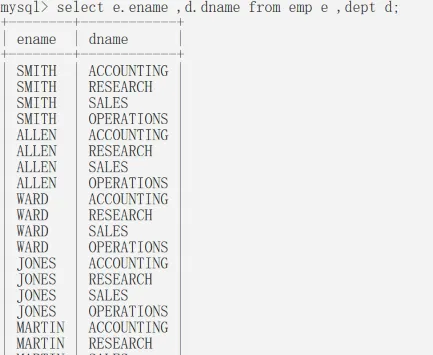 mysql> select e.ename ,d.dname from emp e ,dept d;
+--------+------------+
| ename  | dname      |
+--------+------------+
| SMITH  | ACCOUNTING |
| SMITH  | RESEARCH   |
| SMITH  | SALES      |
| SMITH  | OPERATIONS |
| ALLEN  | ACCOUNTING |
| ALLEN  | RESEARCH   |
| ALLEN  | SALES      |
| ALLEN  | OPERATIONS |
| WARD   | ACCOUNTING |
| WARD   | RESEARCH   |
| WARD   | SALES      |
| WARD   | OPERATIONS |
| JONES  | ACCOUNTING |
| JONES  | RESEARCH   |
| JONES  | SALES      |
| JONES  | OPERATIONS |
| MARTIN | ACCOUNTING |
| MARTIN | RESEARCH   |